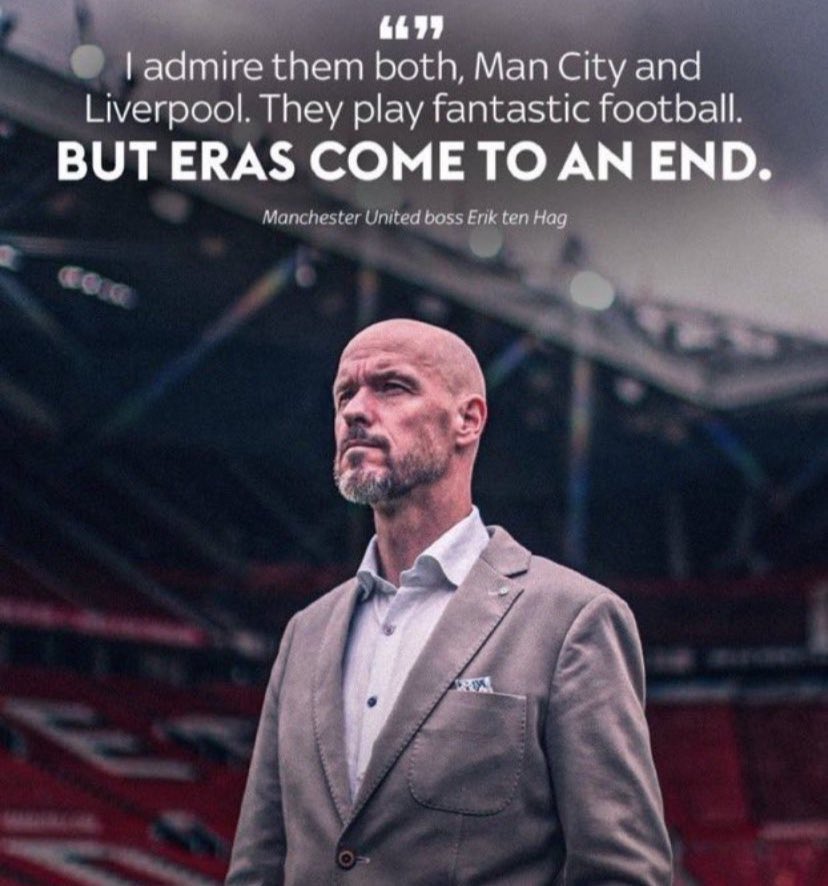 “”
I admire them both, Man City and
Liverpool. They play fantastic football.
BUT ERAS COME TO AN END.
Manchester United boss Erik ten Hag